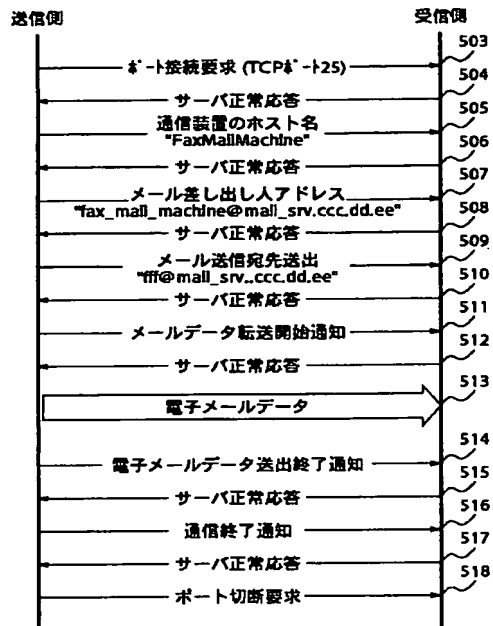 送信側
受信側
503
ポート接続要求 (TCPポート25)
504
サーバ正常応答
505
通信装置のホスト名
"FaxMailMachine"
506
サーバ正常応答
507
メール差し出し人アドレス
"fax_mail_machine@mail_srv.ccc.dd.ee"
508
サーバ正常応答
509
メール送信宛先送出
"fff@mail_srv..ccc.dd.ee"
510
サーバ正常応答
511
メールデータ転送開始通知
512
サーバ正常応答
513
電子メールデータ
514
電子メールデータ送出終了通知
515
サーバ正常応答
516
通信終了通知
517
サーバ正常応答
518
ポート切断要求